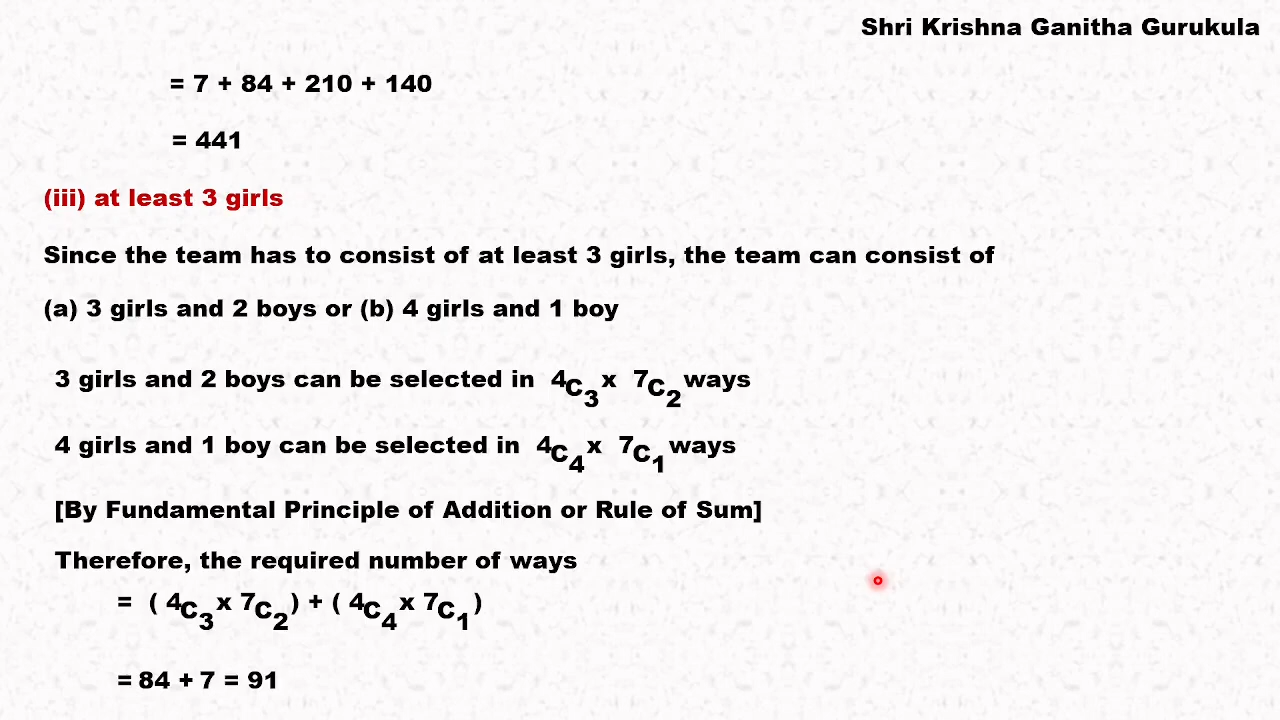 Shri Krishna Ganitha Gurukula
= 7 + 84 + 210 + 140
= 441
(iii) at least 3 girls
Since the team has to consist of at least 3 girls, the team can consist of
(a) 3 girls and 2 boys or (b) 4 girls and 1 boy
3 girls and 2 boys can be selected in 4C3 x 7C2 ways
4 girls and 1 boy can be selected in 4C4 x 7C1 ways
[By Fundamental Principle of Addition or Rule of Sum]
Therefore, the required number of ways
= ( 4C3 x 7C2 ) + ( 4C4 x 7C1 )
= 84 + 7 = 91